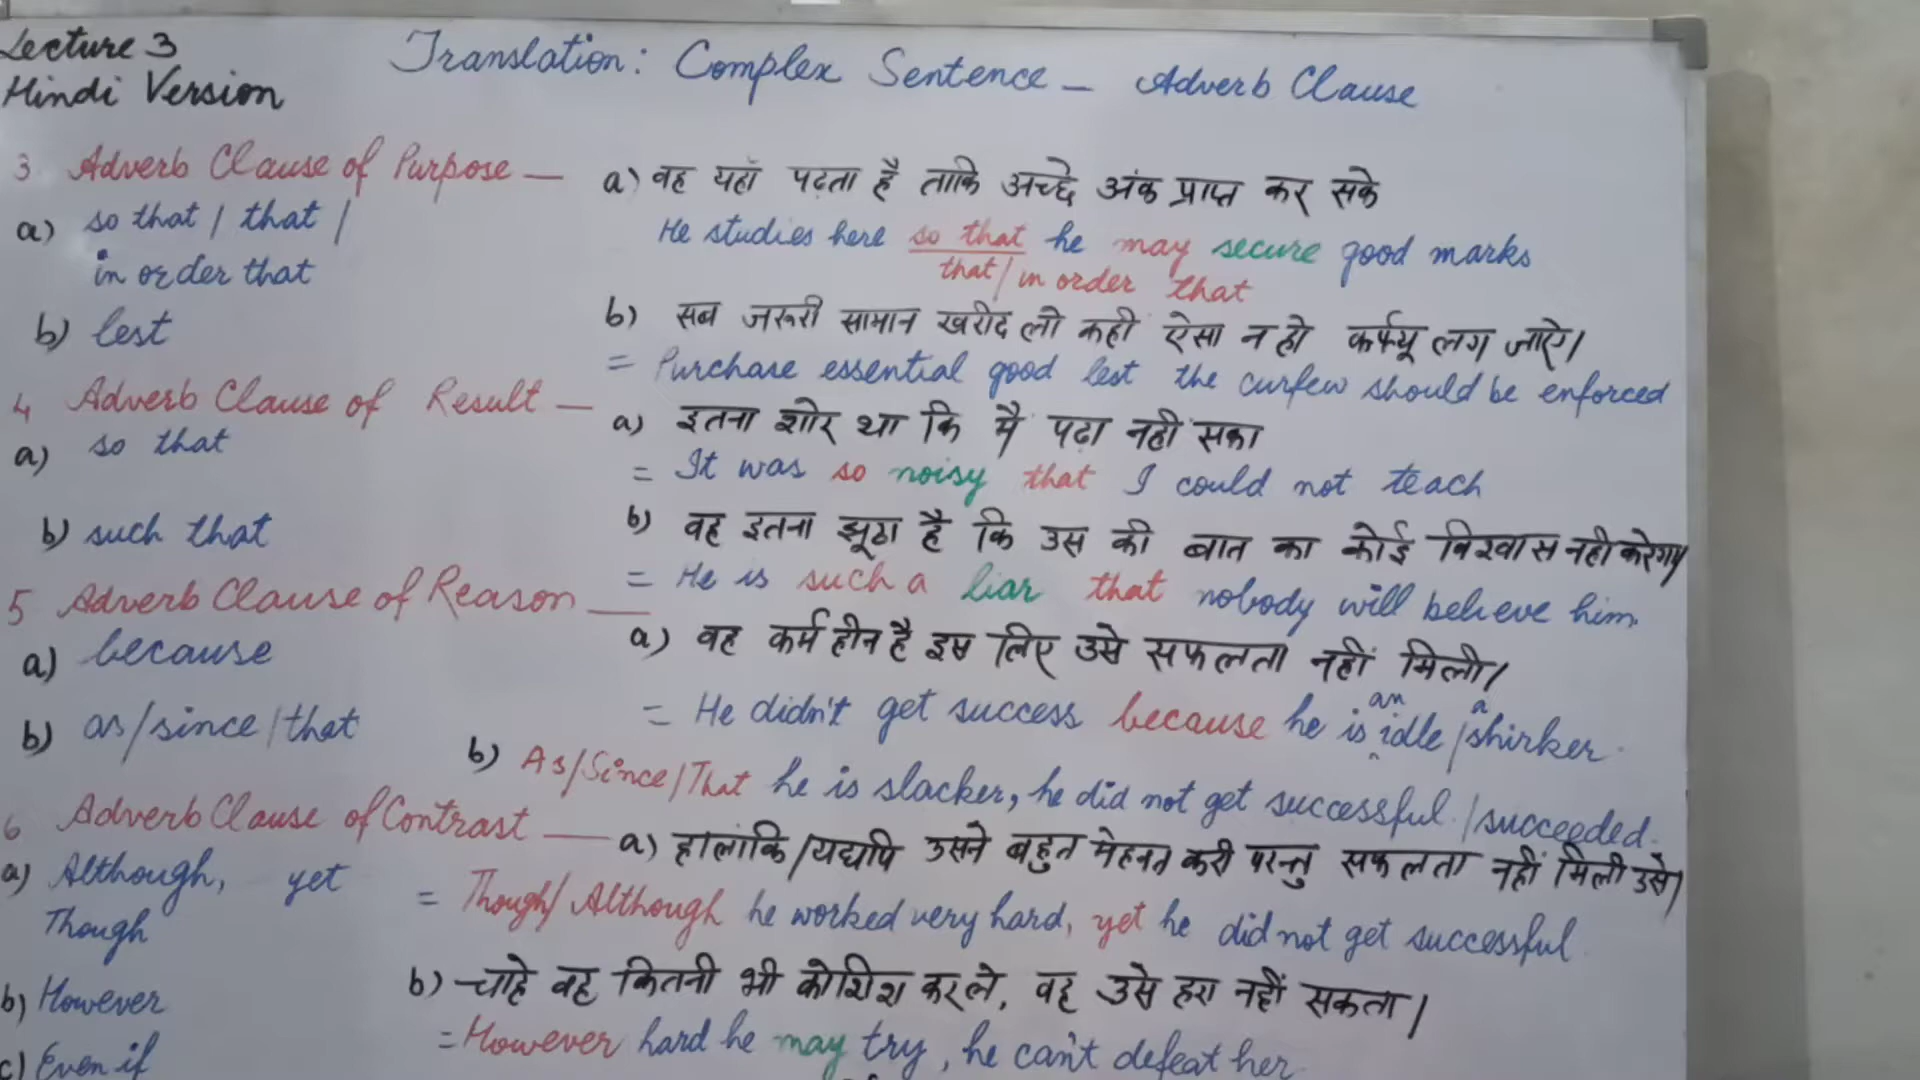 Lecture 3
Hindi Version
Translation: Complex Sentence – Adverb Clause
3 Adverb Clause of Purpose –
a) so that / that /
in order that
b) lest
a) वह यहाँ पढ़ता है ताकि अच्छे अंक प्राप्त कर सके
He studies here so that he may secure good marks
that / in order that
b) सब जरूरी सामान खरीद लो कही ऐसा न हो कर्फ्यू लग जाऐ।
= Purchase essential good lest the curfew should be enforced
4 Adverb Clause of Result –
a) so that
b) such that
a) इतना शोर था कि मै पढ़ा नही सका
= It was so noisy that I could not teach
b) वह इतना झूठा है कि उस की बात का कोई विश्वास नही करेगा
= He is such a liar that nobody will believe him.
5 Adverb Clause of Reason —
a) because
b) as/since/that
a) वह कर्म हीन है इस लिए उसे सफलता नहीं मिली।
= He didn't get success because he is an idle / a shirker.
b) As/Since/That he is slacker, he did not get successful. / succeeded.
6 Adverb Clause of Contrast —
a) Although, yet
Though
b) However
c) Even if
a) हालांकि/यद्यपि उसने बहुत मेहनत करी परन्तु सफलता नहीं मिली उसे।
= Though/ Although he worked very hard, yet he did not get successful
b) चाहे वह कितनी भी कोशिश कर ले, वह उसे हरा नहीं सकता।
= However hard he may try, he can't defeat her.